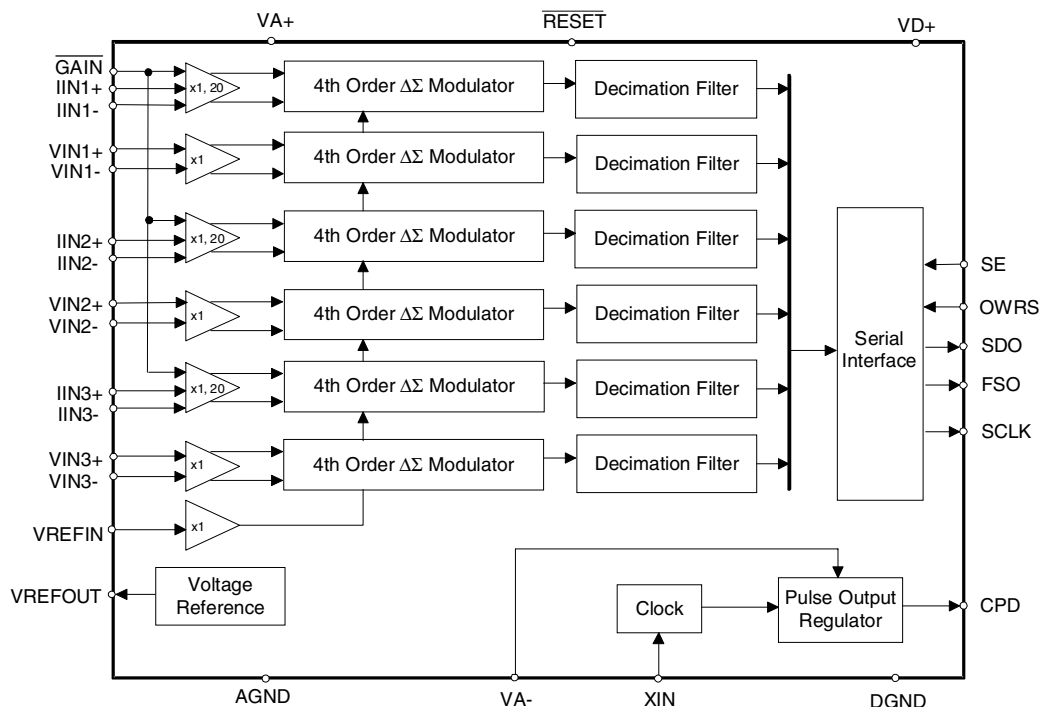 VA+
RESET
VD+
GAIN
IIN1+
IIN1-
x1, 20
4th Order ΔΣ Modulator
Decimation Filter
VIN1+
VIN1-
x1
4th Order ΔΣ Modulator
Decimation Filter
IIN2+
IIN2-
x1, 20
4th Order ΔΣ Modulator
Decimation Filter
VIN2+
VIN2-
x1
4th Order ΔΣ Modulator
Decimation Filter
IIN3+
IIN3-
x1, 20
4th Order ΔΣ Modulator
Decimation Filter
VIN3+
VIN3-
x1
4th Order ΔΣ Modulator
Decimation Filter
VREFIN
x1
Serial
Interface
SE
OWRS
SDO
FSO
SCLK
VREFOUT
Voltage
Reference
Clock
Pulse Output
Regulator
CPD
AGND
VA-
XIN
DGND